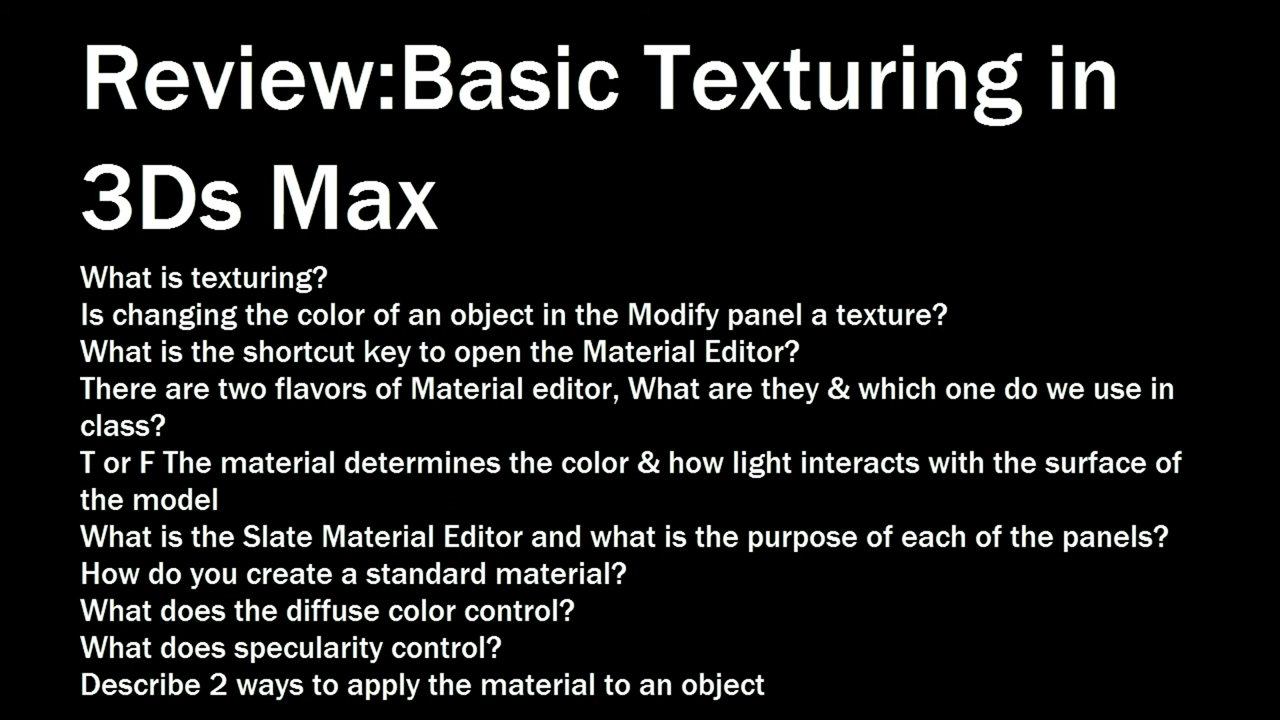 Review:Basic Texturing in
3Ds Max
What is texturing?
Is changing the color of an object in the Modify panel a texture?
What is the shortcut key to open the Material Editor?
There are two flavors of Material editor, What are they & which one do we use in
class?
T or F The material determines the color & how light interacts with the surface of
the model
What is the Slate Material Editor and what is the purpose of each of the panels?
How do you create a standard material?
What does the diffuse color control?
What does specularity control?
Describe 2 ways to apply the material to an object